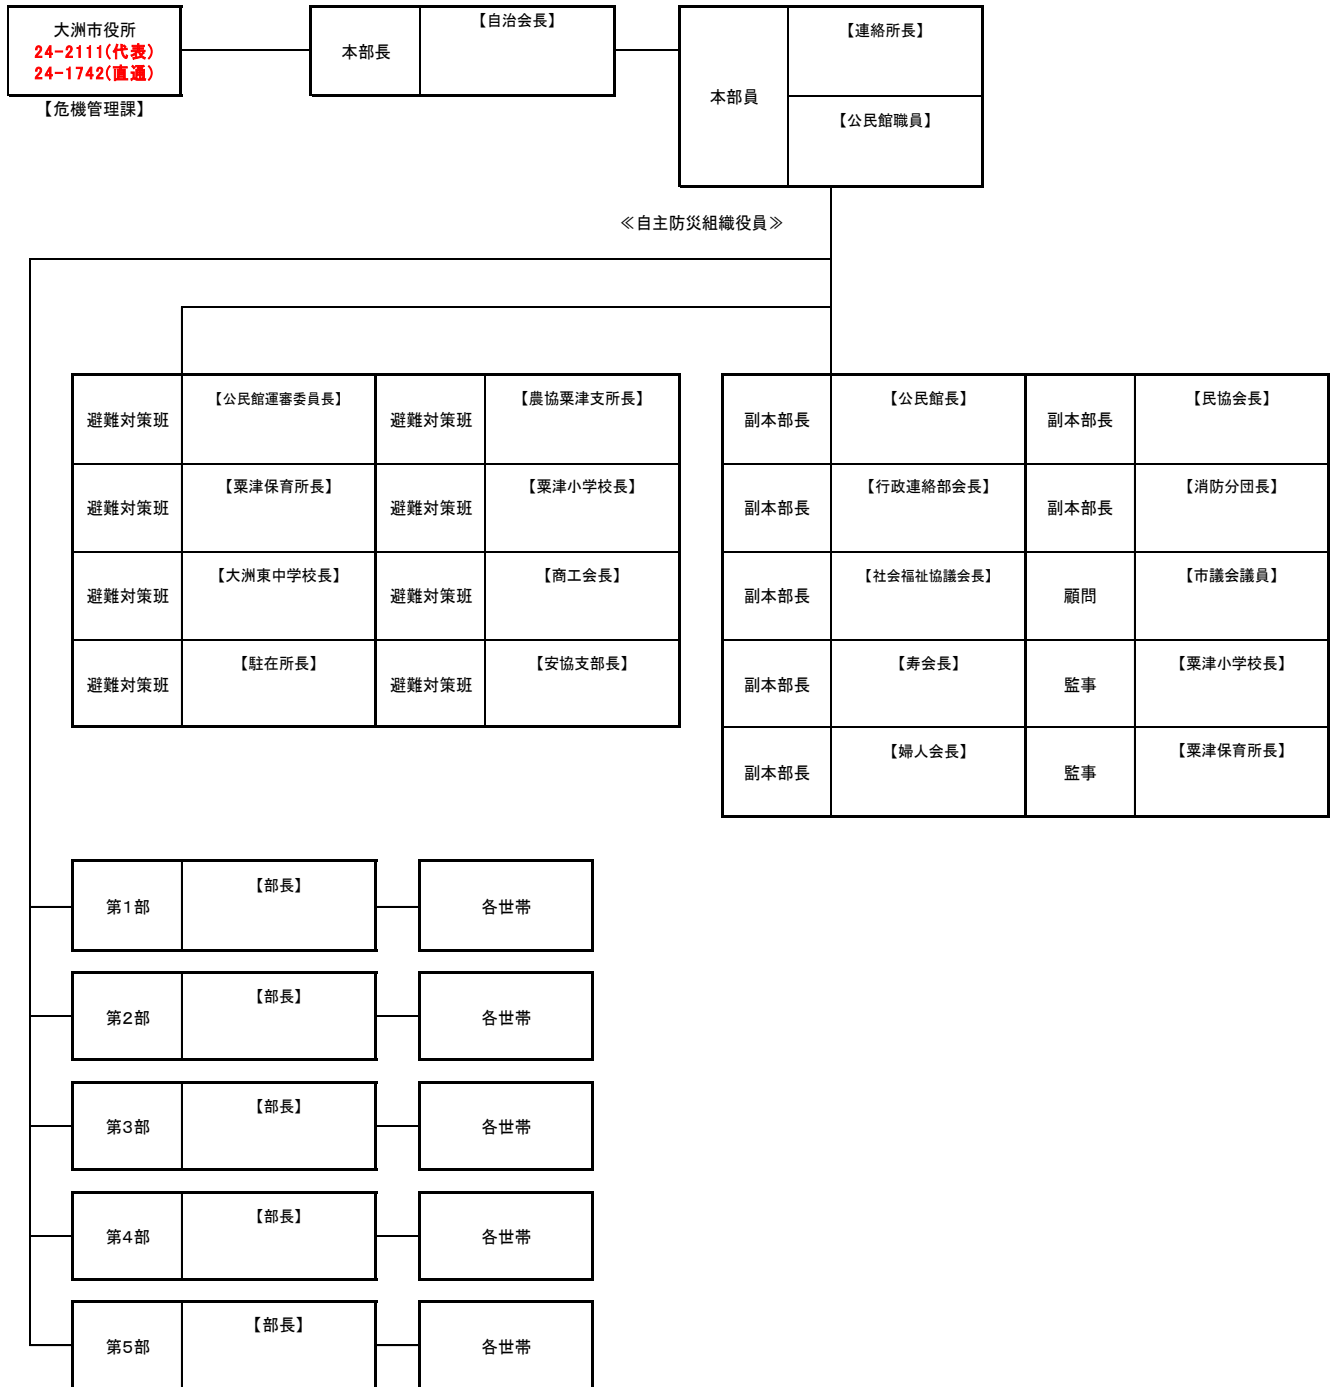 大洲市役所
24-2111(代表)
24-1742(直通)
【危機管理課】
本部長
【自治会長】
本部員
【連絡所長】
【公民館職員】
≪自主防災組織役員≫
避難対策班
【公民館運審委員長】
避難対策班
【農協粟津支所長】
避難対策班
【粟津保育所長】
避難対策班
【粟津小学校長】
避難対策班
【大洲東中学校長】
避難対策班
【商工会長】
避難対策班
【駐在所長】
避難対策班
【安協支部長】
副本部長
【公民館長】
副本部長
【民協会長】
副本部長
【行政連絡部会長】
副本部長
【消防分団長】
副本部長
【社会福祉協議会長】
顧問
【市議会議員】
副本部長
【寿会長】
監事
【粟津小学校長】
副本部長
【婦人会長】
監事
【粟津保育所長】
第1部
【部長】
各世帯
第2部
【部長】
各世帯
第3部
【部長】
各世帯
第4部
【部長】
各世帯
第5部
【部長】
各世帯